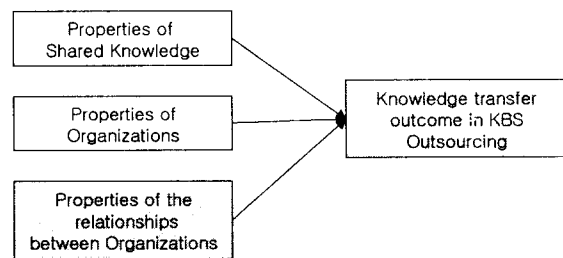 Properties of
Shared Knowledge
Properties of
Organizations
Properties of the
relationships
between Organizations
Knowledge transfer
outcome in KBS
Outsourcing